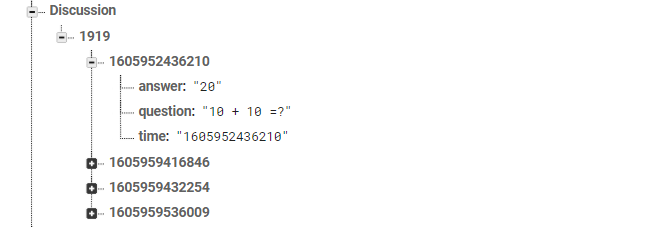 Discussion
1919
1605952436210
answer: "20"
question: "10 + 10 =?"
time: "1605952436210"
1605959416846
1605959432254
1605959536009